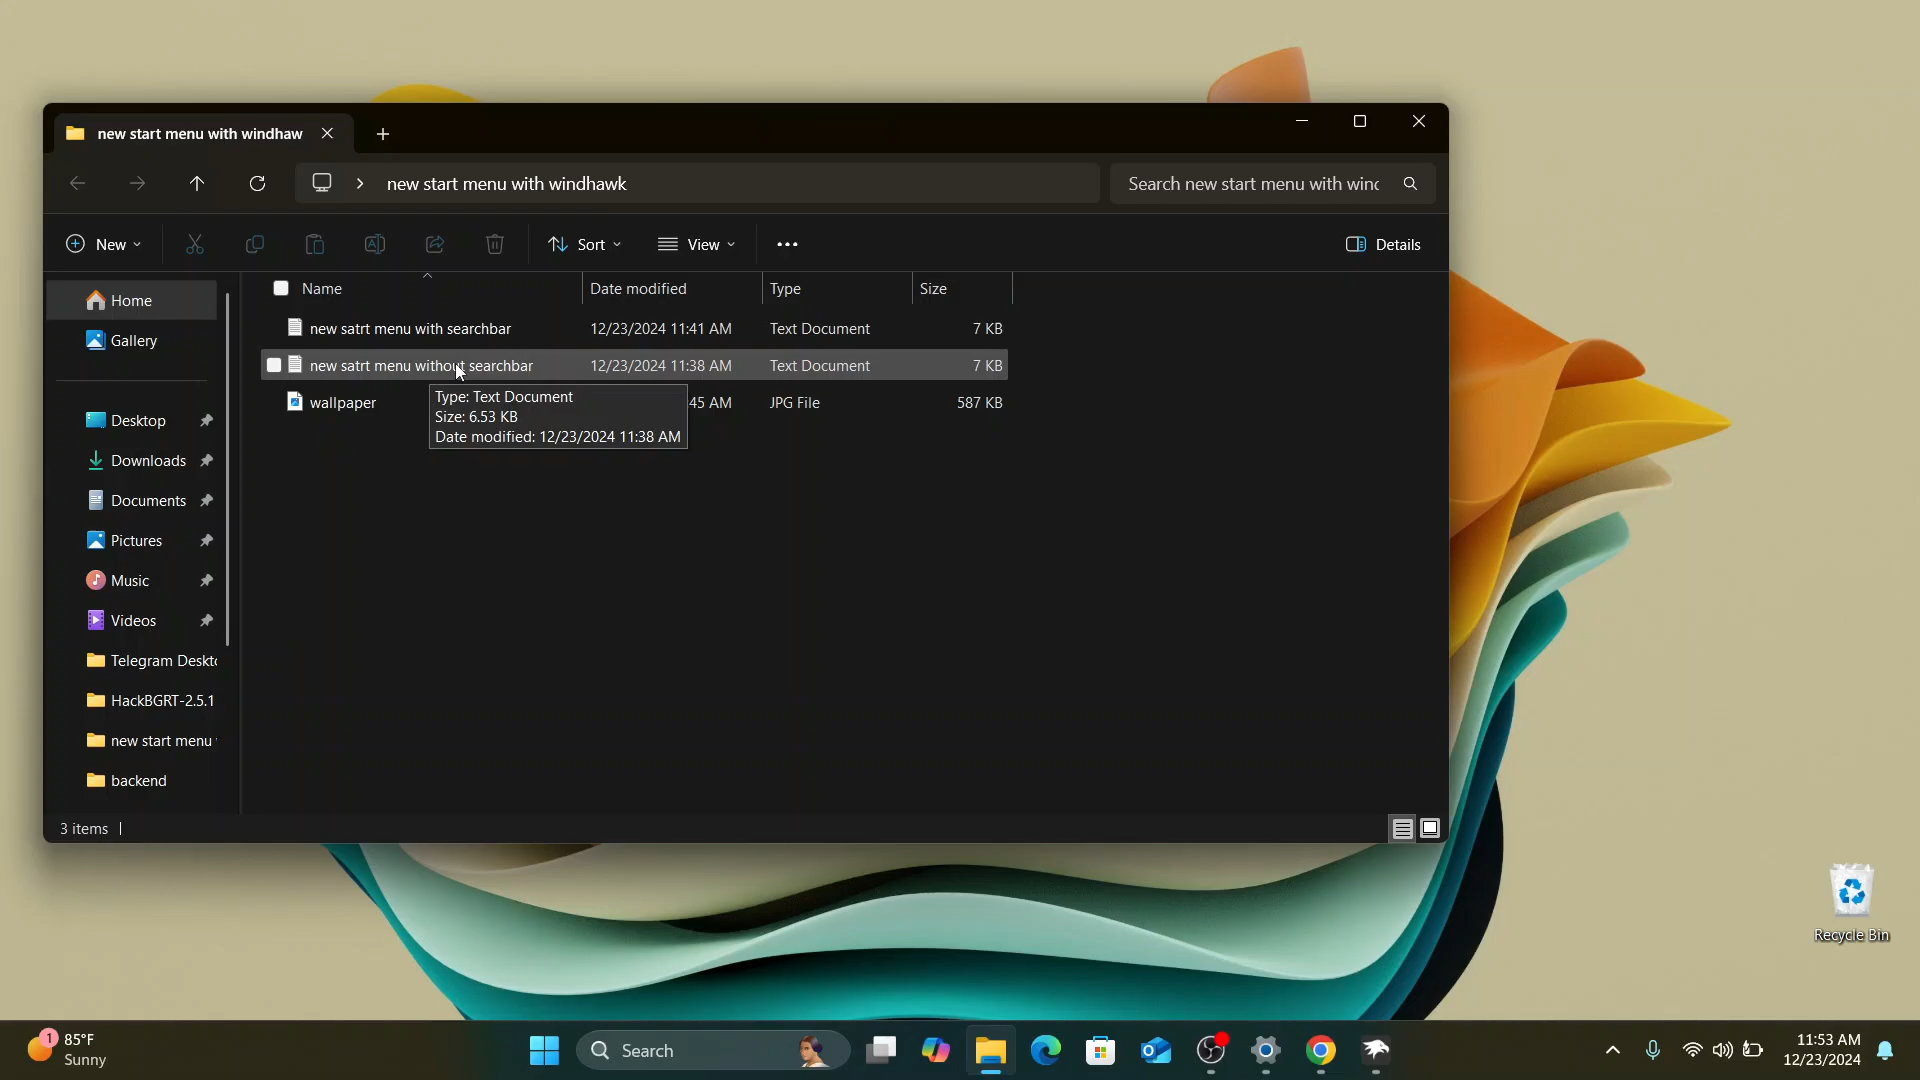 new start menu with windhaw
new start menu with windhawk
Search new start menu with winc
New
Sort
View
Details
Name
Date modified
Type
Size
new satrt menu with searchbar
12/23/2024 11:41 AM
Text Document
7 KB
new satrt menu without searchbar
12/23/2024 11:38 AM
Text Document
7 KB
wallpaper
45 AM
JPG File
587 KB
Type: Text Document
Size: 6.53 KB
Date modified: 12/23/2024 11:38 AM
Home
Gallery
Desktop
Downloads
Documents
Pictures
Music
Videos
Telegram Deskto
HackBGRT-2.5.1
new start menu
backend
3 items
Recycle Bin
1
85°F
Sunny
Search
11:53 AM
12/23/2024